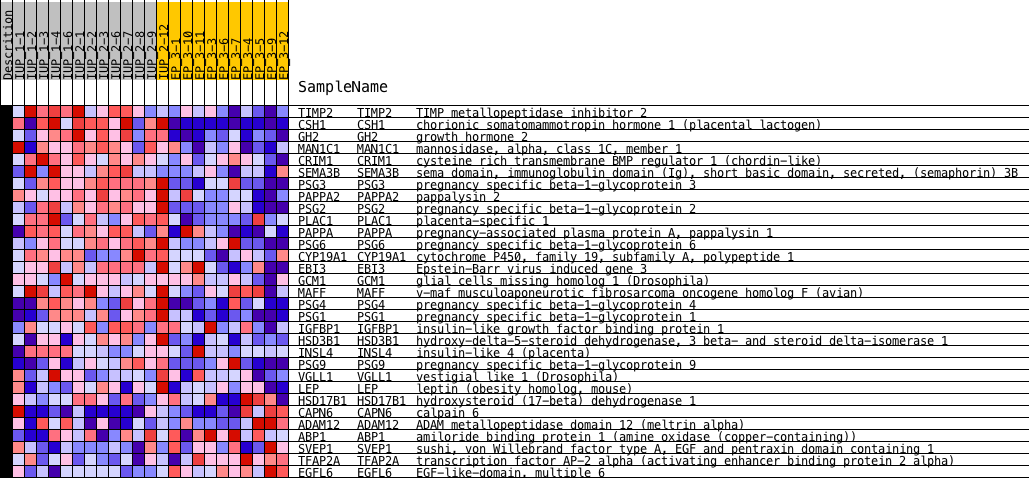 Descrition
IUP_1-1
IUP_1-2
IUP_1-3
IUP_1-4
IUP_1-6
IUP_2-1
IUP_2-2
IUP_2-3
IUP_2-6
IUP_2-7
IUP_2-8
IUP_2-9
IUP_2-12
EP_3-1
EP_3-10
EP_3-11
EP_3-3
EP_3-6
EP_3-7
EP_3-4
EP_3-5
EP_3-9
EP_3-12
SampleName
TIMP2 TIMP2 TIMP metallopeptidase inhibitor 2
CSH1 CSH1 chorionic somatomammotropin hormone 1 (placental lactogen)
GH2 GH2 growth hormone 2
MAN1C1 MAN1C1 mannosidase, alpha, class 1C, member 1
CRIM1 CRIM1 cysteine rich transmembrane BMP regulator 1 (chordin-like)
SEMA3B SEMA3B sema domain, immunoglobulin domain (Ig), short basic domain, secreted, (semaphorin) 3B
PSG3 PSG3 pregnancy specific beta-1-glycoprotein 3
PAPPA2 PAPPA2 pappalysin 2
PSG2 PSG2 pregnancy specific beta-1-glycoprotein 2
PLAC1 PLAC1 placenta-specific 1
PAPPA PAPPA pregnancy-associated plasma protein A, pappalysin 1
PSG6 PSG6 pregnancy specific beta-1-glycoprotein 6
CYP19A1 CYP19A1 cytochrome P450, family 19, subfamily A, polypeptide 1
EBI3 EBI3 Epstein-Barr virus induced gene 3
GCM1 GCM1 glial cells missing homolog 1 (Drosophila)
MAFF MAFF v-maf musculoaponeurotic fibrosarcoma oncogene homolog F (avian)
PSG4 PSG4 pregnancy specific beta-1-glycoprotein 4
PSG1 PSG1 pregnancy specific beta-1-glycoprotein 1
IGFBP1 IGFBP1 insulin-like growth factor binding protein 1
HSD3B1 HSD3B1 hydroxy-delta-5-steroid dehydrogenase, 3 beta- and steroid delta-isomerase 1
INSL4 INSL4 insulin-like 4 (placenta)
PSG9 PSG9 pregnancy specific beta-1-glycoprotein 9
VGLL1 VGLL1 vestigial like 1 (Drosophila)
LEP LEP leptin (obesity homolog, mouse)
HSD17B1 HSD17B1 hydroxysteroid (17-beta) dehydrogenase 1
CAPN6 CAPN6 calpain 6
ADAM12 ADAM12 ADAM metallopeptidase domain 12 (meltrin alpha)
ABP1 ABP1 amiloride binding protein 1 (amine oxidase (copper-containing))
SVEP1 SVEP1 sushi, von Willebrand factor type A, EGF and pentraxin domain containing 1
TFAP2A TFAP2A transcription factor AP-2 alpha (activating enhancer binding protein 2 alpha)
EGFL6 EGFL6 EGF-like-domain, multiple 6